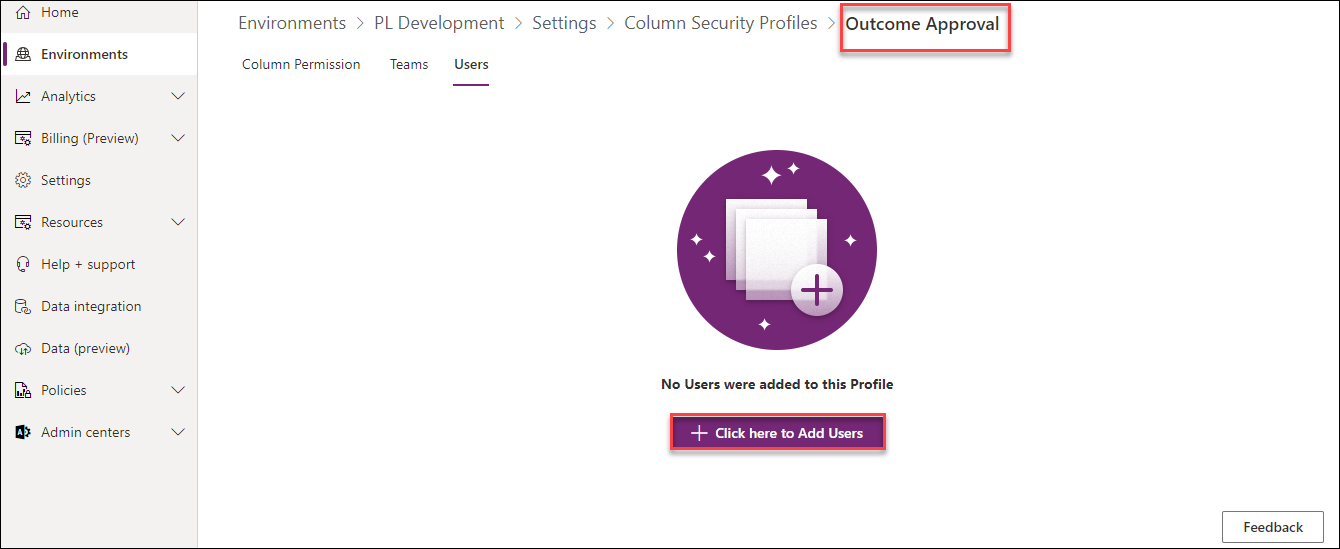 Home
Environments
Analytics
Billing (Preview)
Settings
Resources
Help + support
Data integration
Data (preview)
Policies
Admin centers
Environments > PL Development > Settings > Column Security Profiles > Outcome Approval
Column Permission Teams Users
No Users were added to this Profile
+ Click here to Add Users
Feedback